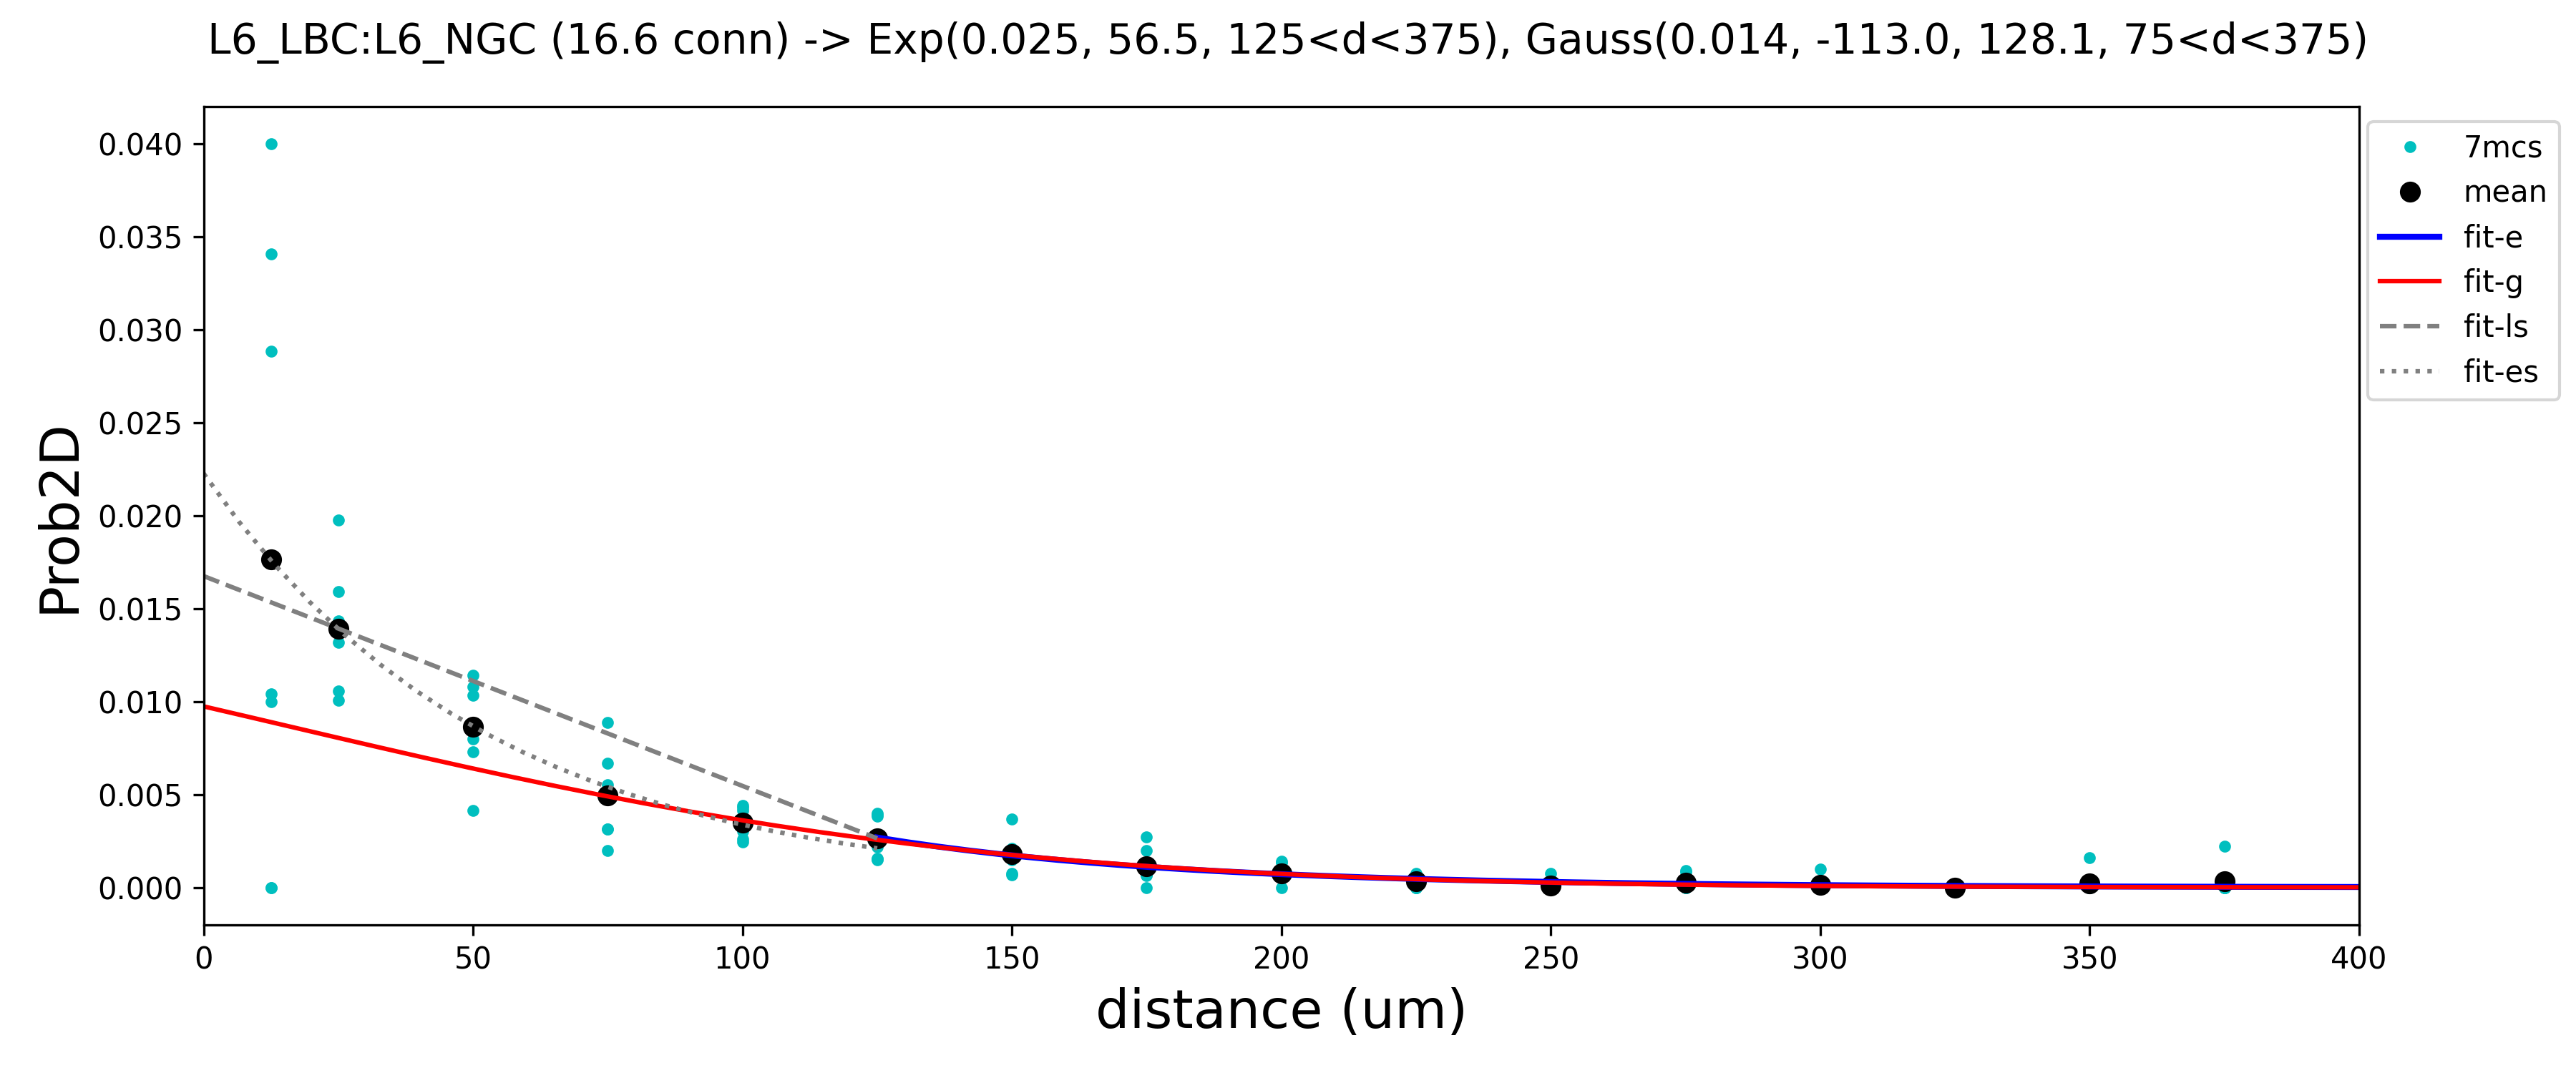 L6_LBC:L6_NGC (16.6 conn) -> Exp(0.025, 56.5, 125<d<375), Gauss(0.014, -113.0, 128.1, 75<d<375)
0.040
0.035
0.030
0.025
0.020
0.015
0.010
0.005
0.000
Prob2D
0 50 100 150 200 250 300 350 400
distance (um)
7mcs
mean
fit-e
fit-g
fit-ls
fit-es